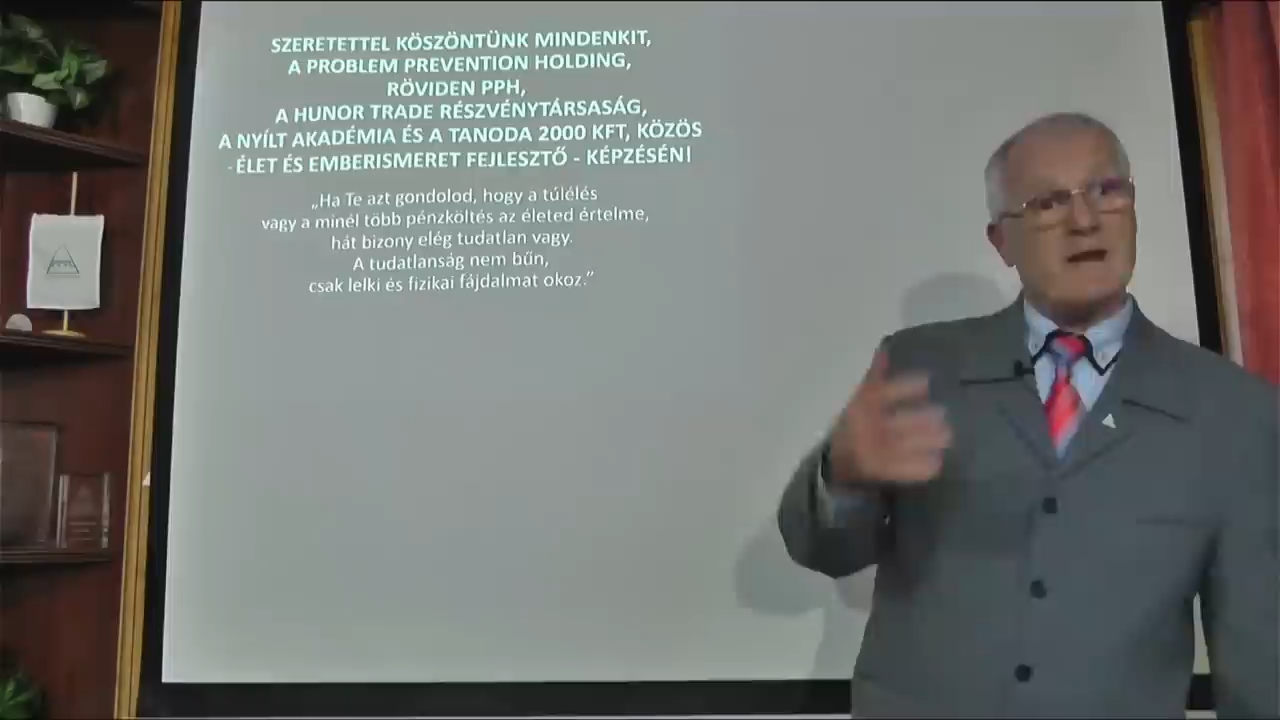 SZERETETTEL KÖSZÖNTÜNK MINDENKIT,
A PROBLEM PREVENTION HOLDING,
RÖVIDEN PPH,
A HUNOR TRADE RÉSZVÉNYTÁRSASÁG,
A NYÍLT AKADÉMIA ÉS A TANODA 2000 KFT, KÖZÖS
- ÉLET ÉS EMBERISMERET FEJLESZTŐ - KÉPZÉSÉN!
„Ha Te azt gondolod, hogy a túlélés
vagy a minél több pénzköltés az életed értelme,
hát bizony elég tudatlan vagy.
A tudatlanság nem bűn,
csak lelki és fizikai fájdalmat okoz.”